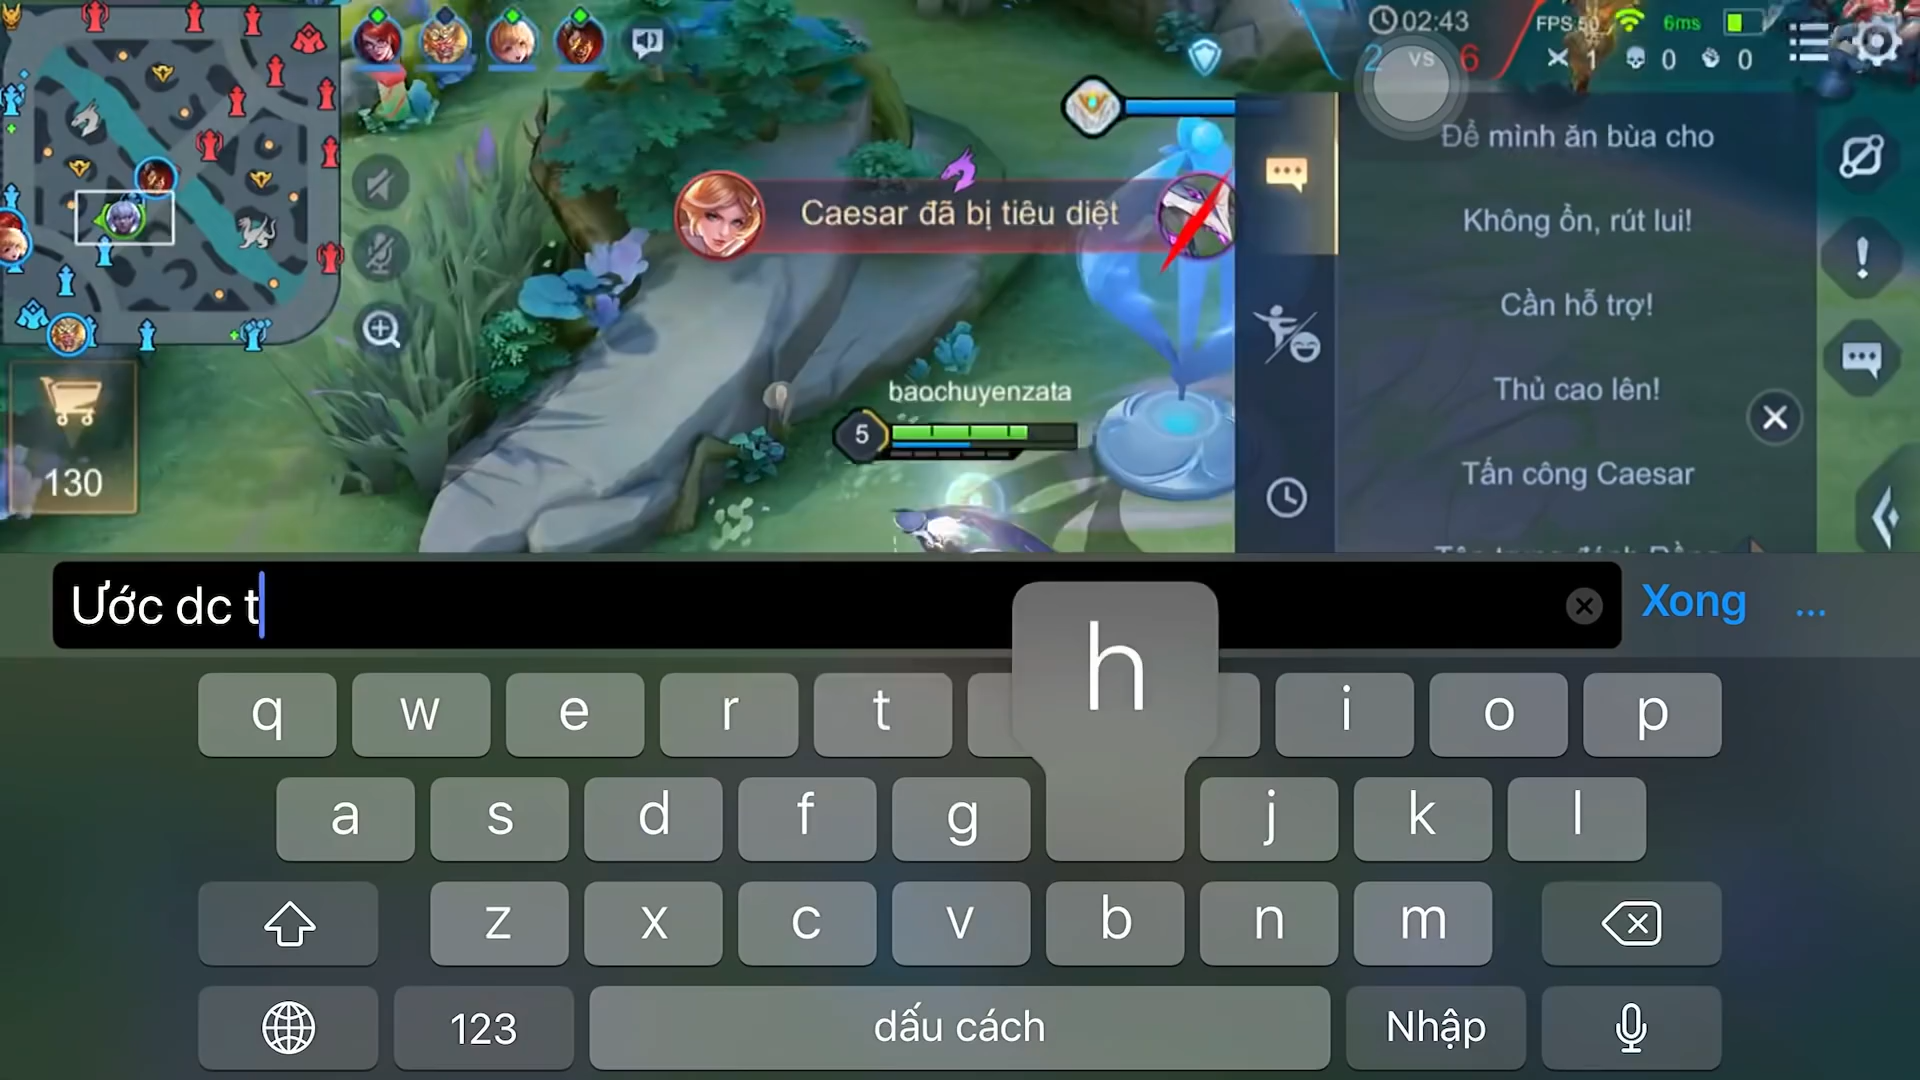 02:43
FPS 50
6ms
2 vs 6
1
0
0
Để mình ăn bùa cho
Caesar đã bị tiêu diệt
Không ổn, rút lui!
Cần hỗ trợ!
Thủ cao lên!
baochuyenzata
5
130
Tấn công Caesar
Ước dc t
Xong
...
h
q w e r t i o p
a s d f g j k l
z x c v b n m
123
dấu cách
Nhập